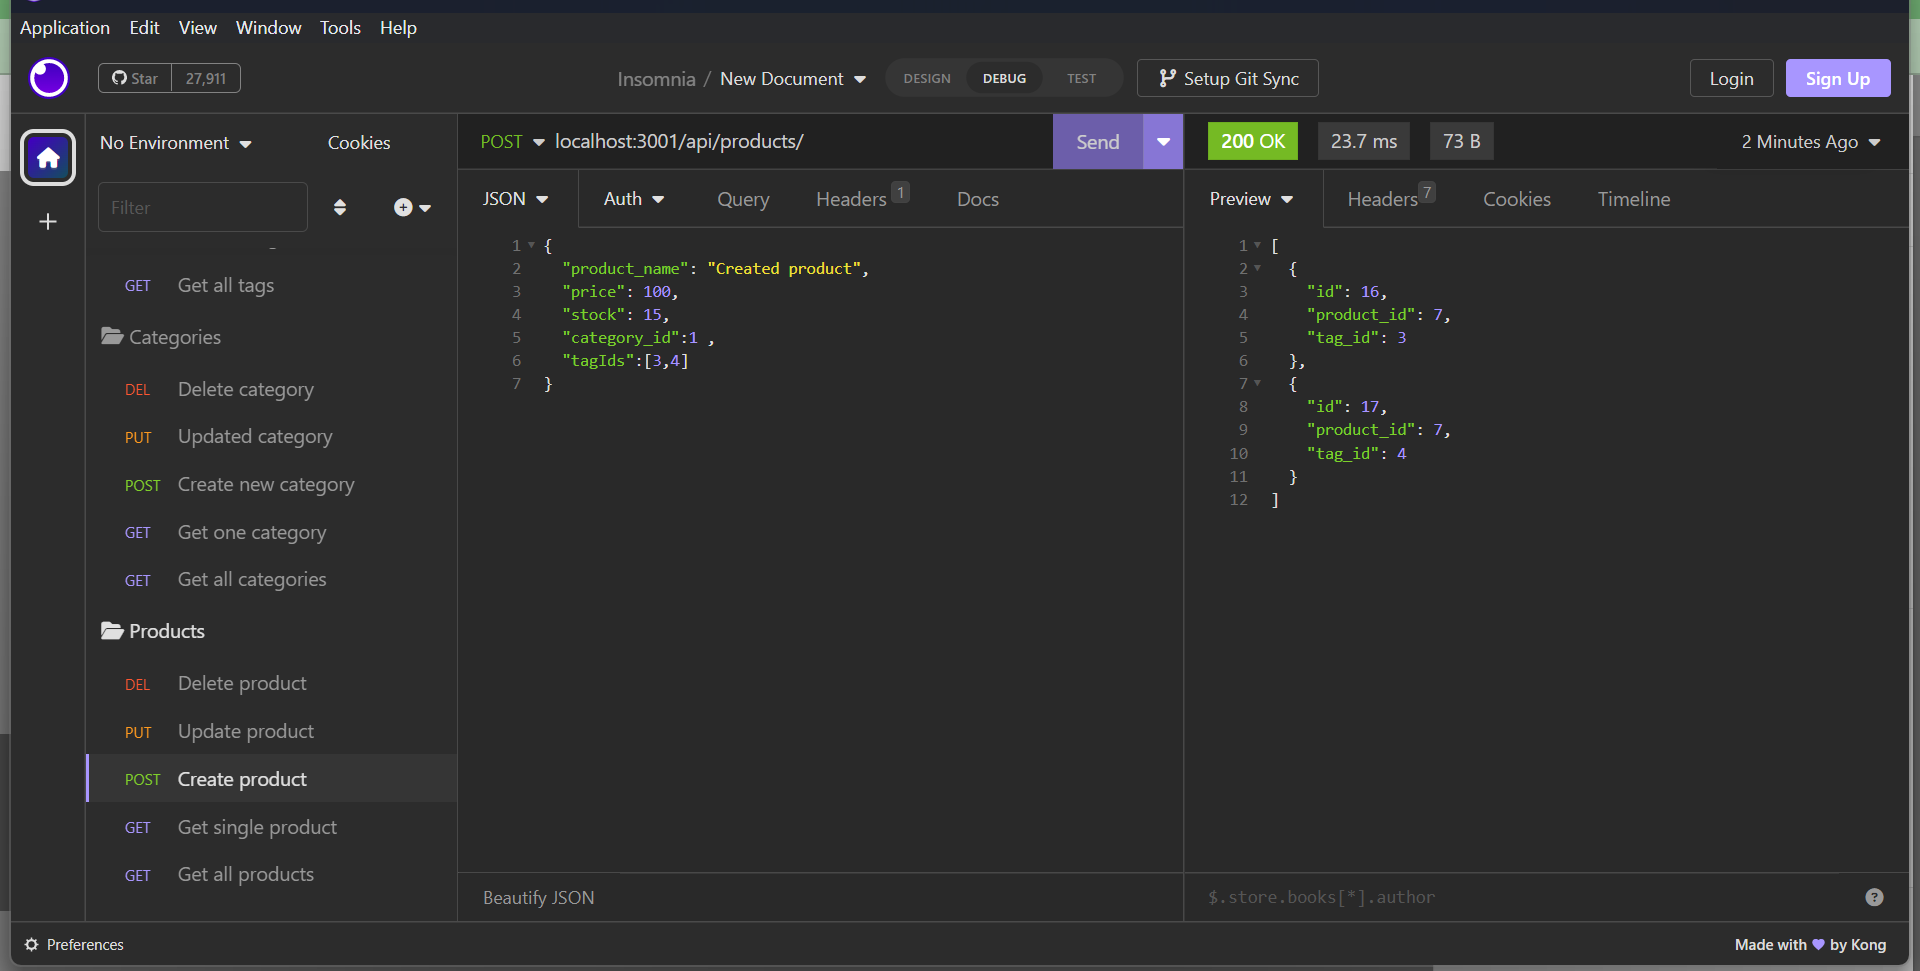 Application Edit View Window Tools Help
Star 27,911
Insomnia / New Document
DESIGN DEBUG TEST
Setup Git Sync
Login
Sign Up
No Environment
Cookies
Filter
GET Get all tags
Categories
DEL Delete category
PUT Updated category
POST Create new category
GET Get one category
GET Get all categories
Products
DEL Delete product
PUT Update product
POST Create product
GET Get single product
GET Get all products
POST localhost:3001/api/products/
Send
JSON Auth Query Headers 1 Docs
1 {
2 "product_name": "Created product",
3 "price": 100,
4 "stock": 15,
5 "category_id":1 ,
6 "tagIds":[3,4]
7 }
Beautify JSON
200 OK 23.7 ms 73 B 2 Minutes Ago
Preview Headers 7 Cookies Timeline
1 [
2 {
3 "id": 16,
4 "product_id": 7,
5 "tag_id": 3
6 },
7 {
8 "id": 17,
9 "product_id": 7,
10 "tag_id": 4
11 }
12 ]
$.store.books[*].author
?
Preferences
Made with 💜 by Kong